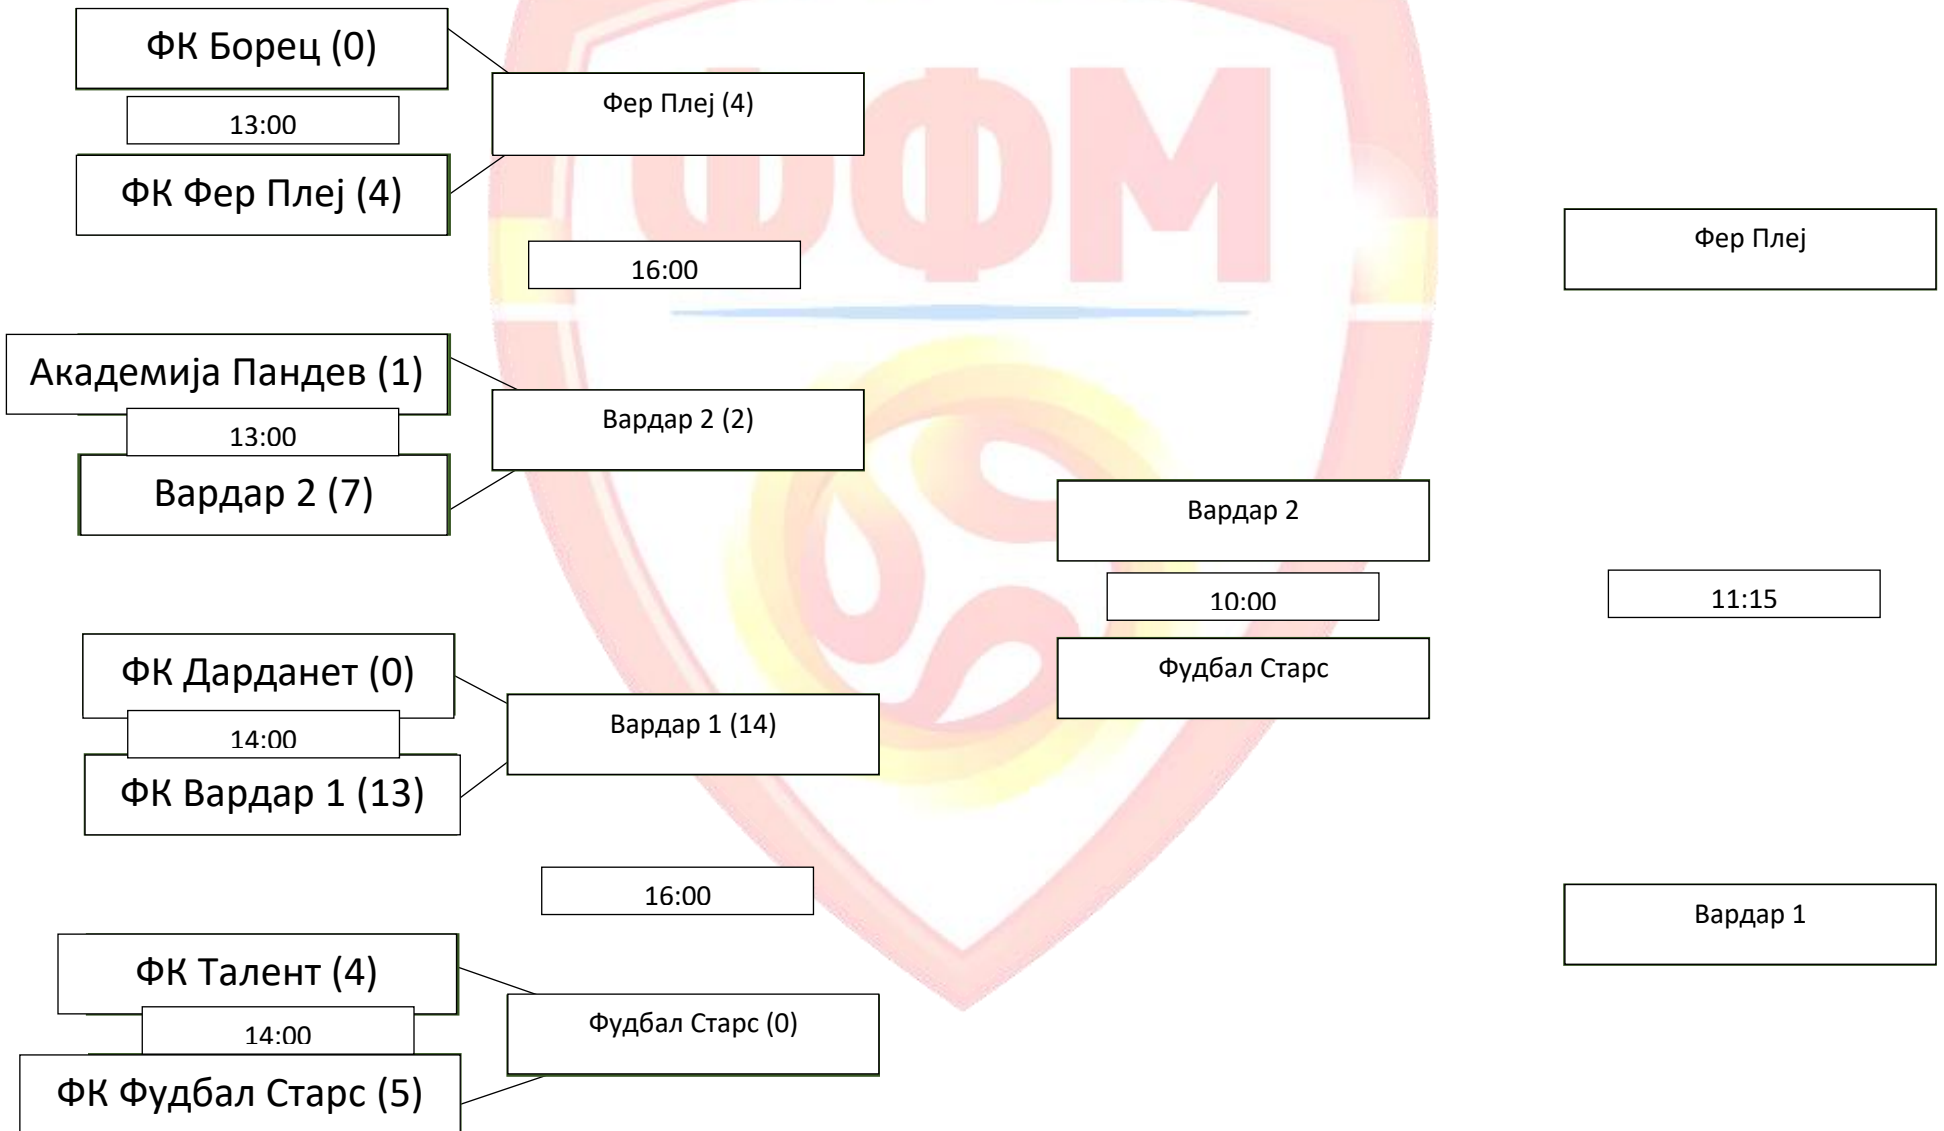 ФК Борец (0)
13:00
ФК Фер Плеј (4)
Фер Плеј (4)
16:00
Академија Пандев (1)
13:00
Вардар 2 (7)
Вардар 2 (2)
ФК Дарданет (0)
14:00
ФК Вардар 1 (13)
Вардар 1 (14)
16:00
ФК Талент (4)
14:00
ФК Фудбал Старс (5)
Фудбал Старс (0)
Вардар 2
10:00
Фудбал Старс
Фер Плеј
11:15
Вардар 1
ФФМ